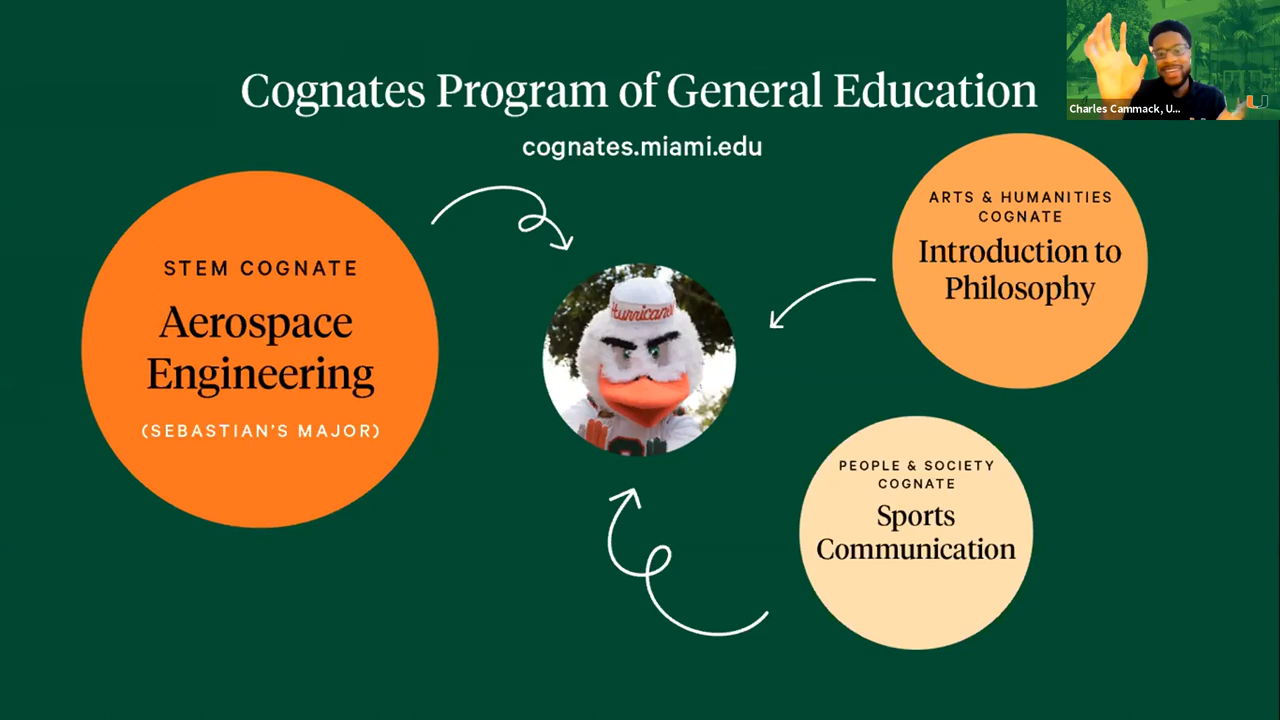 Cognates Program of General Education
cognates.miami.edu
Charles Cammack, U...
STEM COGNATE
Aerospace
Engineering
(SEBASTIAN'S MAJOR)
Hurricanes
ARTS & HUMANITIES
COGNATE
Introduction to
Philosophy
PEOPLE & SOCIETY
COGNATE
Sports
Communication